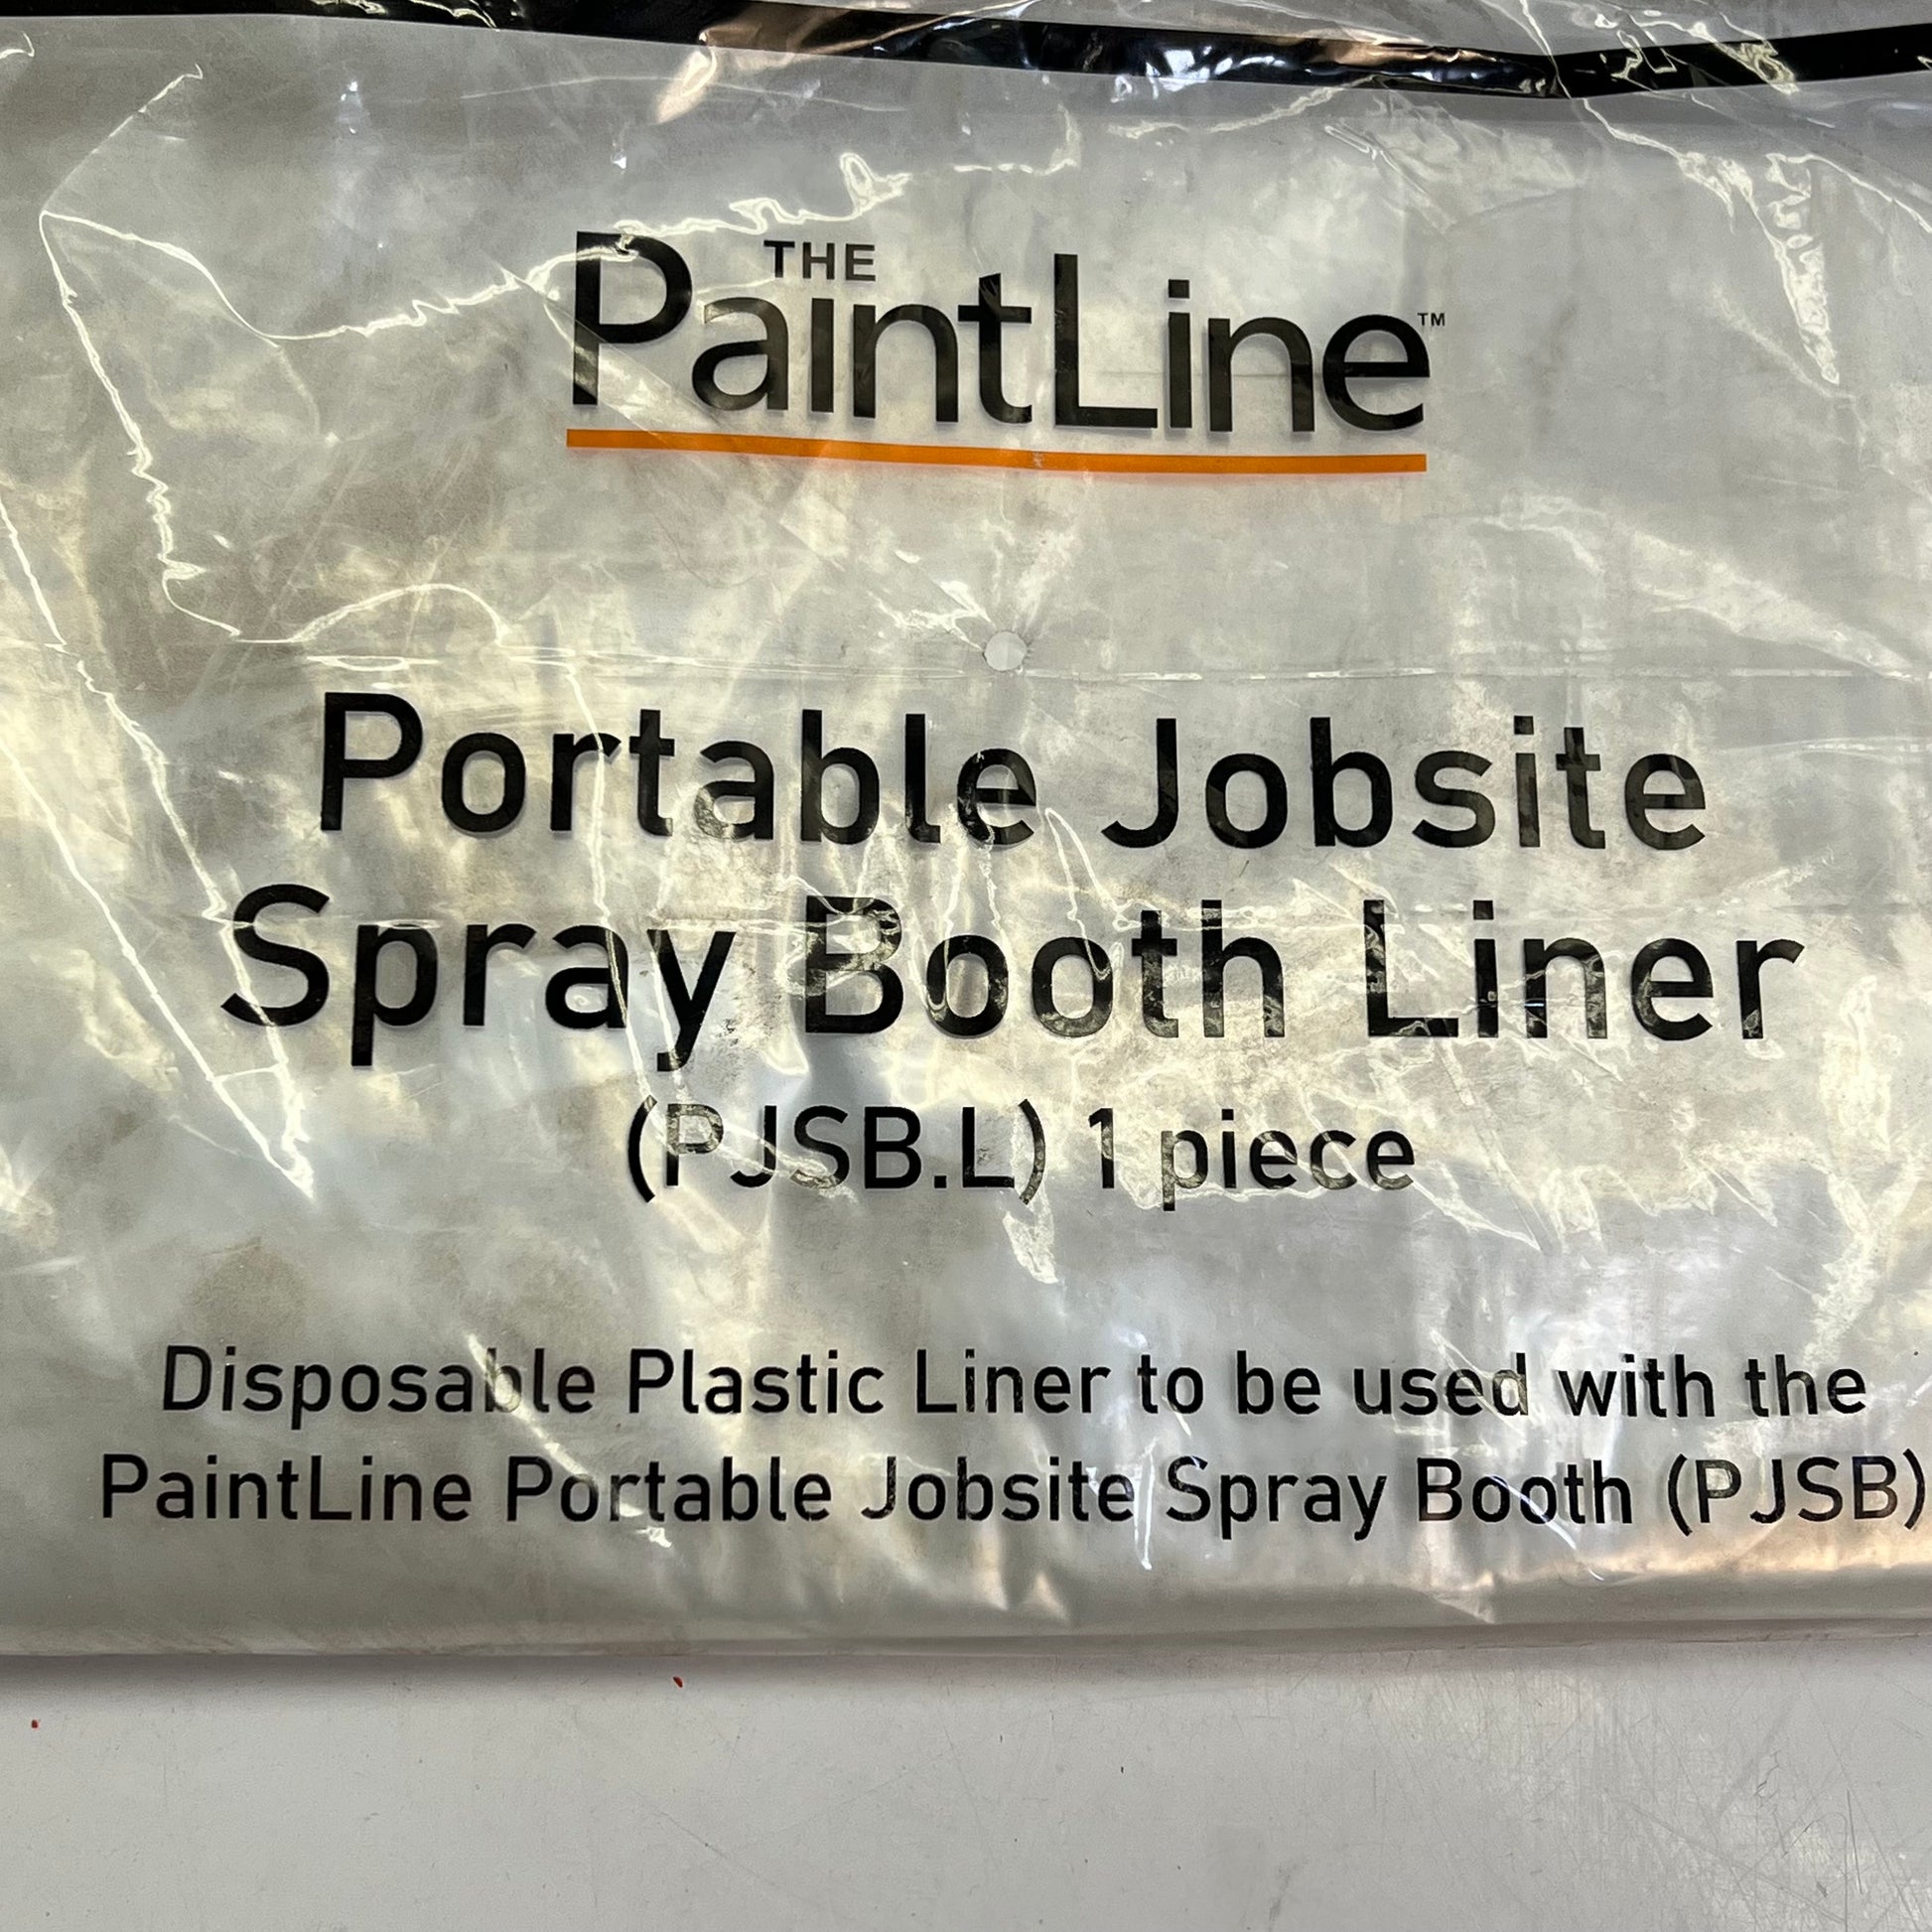 THE
PaintLine™
Portable Jobsite
Spray Booth Liner
(PJSB.L) 1 piece
Disposable Plastic Liner to be used with the
PaintLine Portable Jobsite Spray Booth (PJSB)